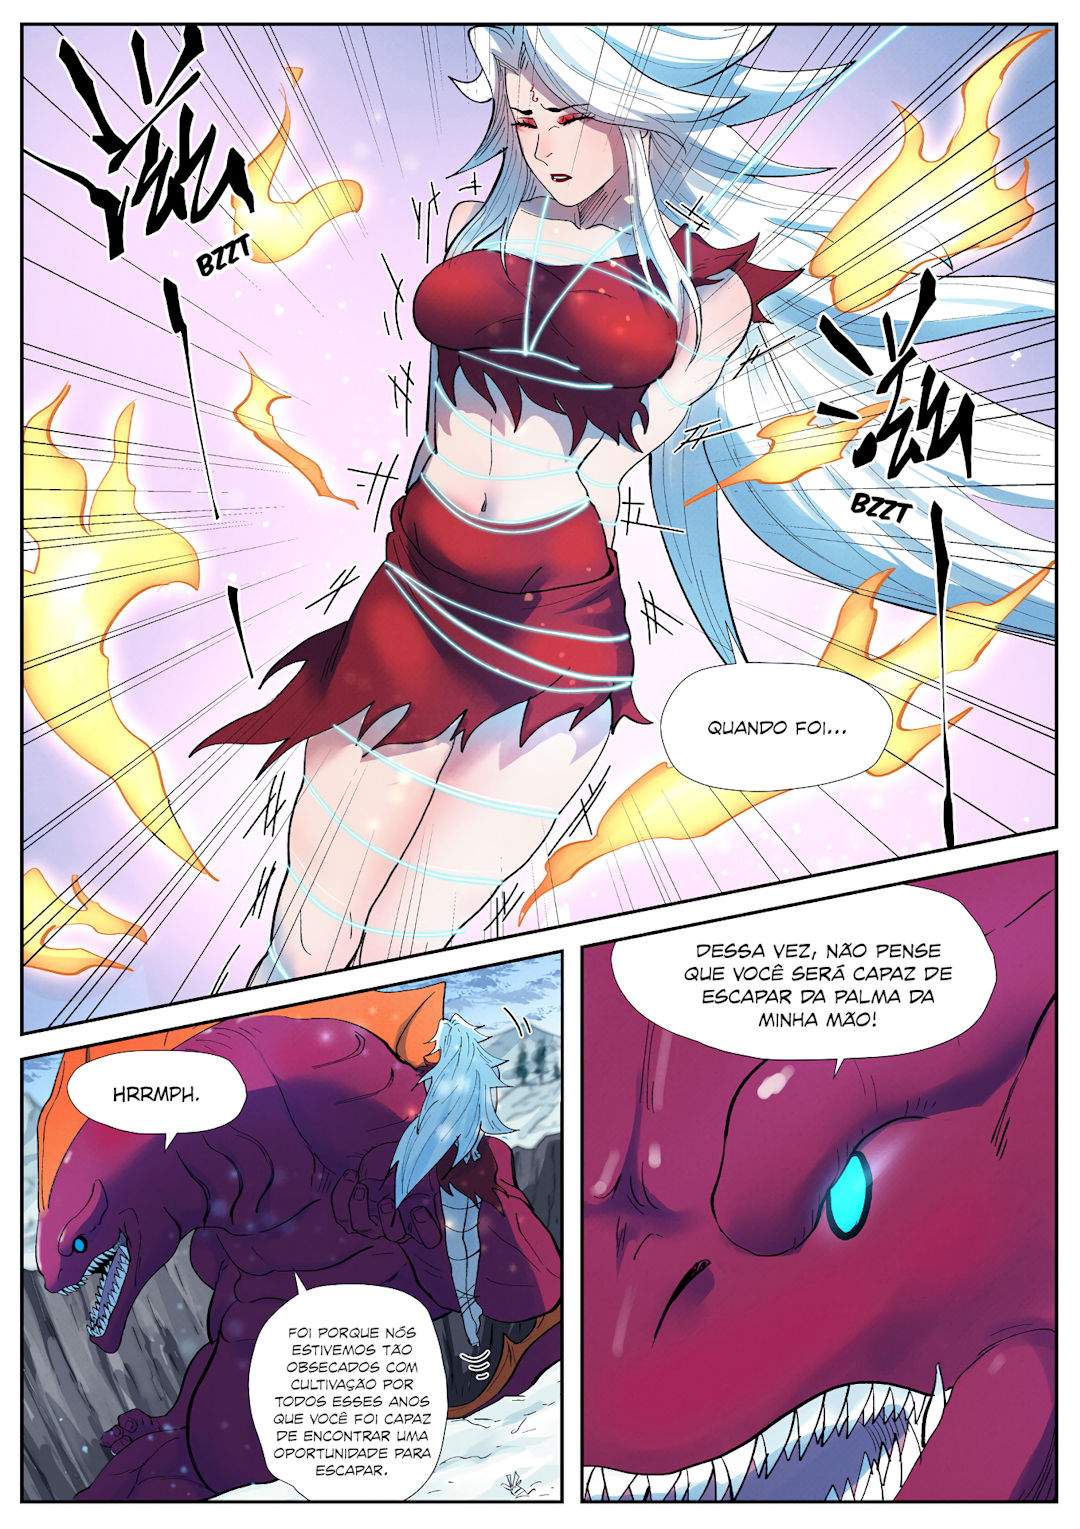 BZZT
BZZT
QUANDO FOI...
HRRMPH.
FOI PORQUE NÓS
ESTIVEMOS TÃO
OBSECADOS COM
CULTIVAÇÃO POR
TODOS ESSES ANOS
QUE VOCÊ FOI CAPAZ
DE ENCONTRAR UMA
OPORTUNIDADE PARA
ESCAPAR.
DESSA VEZ, NÃO PENSE
QUE VOCÊ SERÁ CAPAZ DE
ESCAPAR DA PALMA DA
MINHA MÃO!